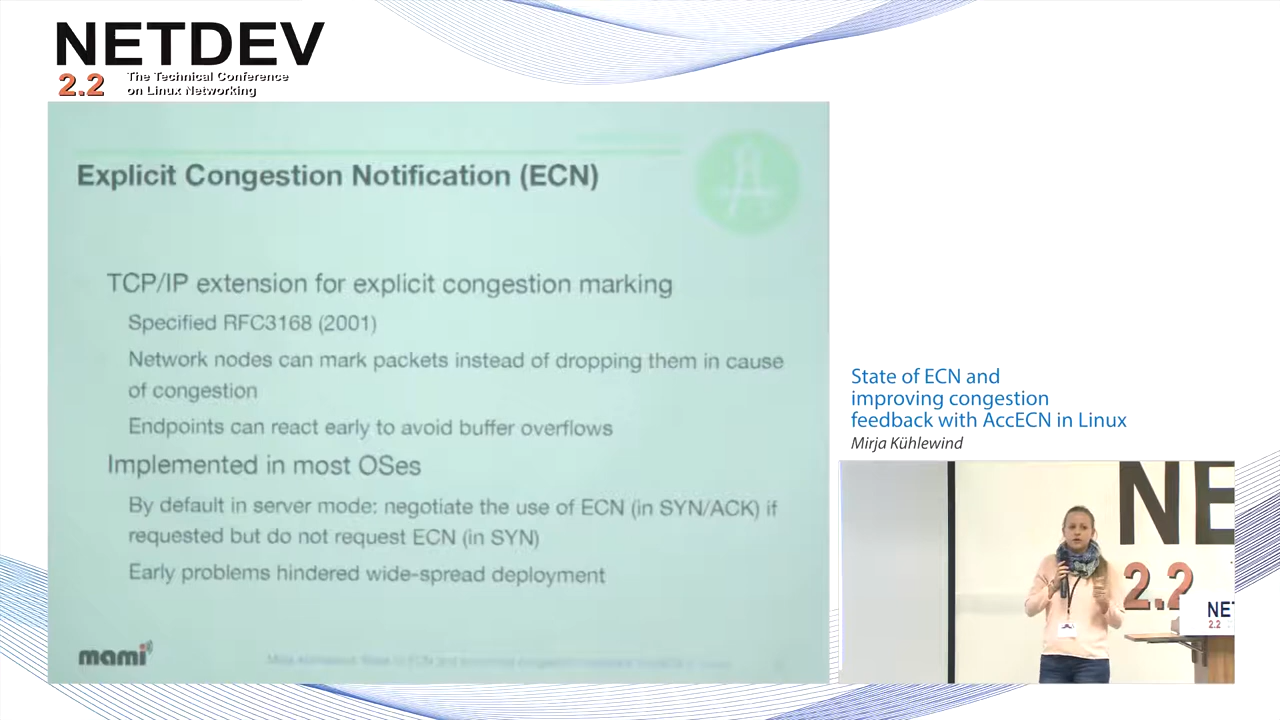 NETDEV
2.2 The Technical Conference
on Linux Networking
Explicit Congestion Notification (ECN)
TCP/IP extension for explicit congestion marking
Specified RFC3168 (2001)
Network nodes can mark packets instead of dropping them in cause
of congestion
Endpoints can react early to avoid buffer overflows
Implemented in most OSes
By default in server mode: negotiate the use of ECN (in SYN/ACK) if
requested but do not request ECN (in SYN)
Early problems hindered wide-spread deployment
mami
State of ECN and
improving congestion
feedback with AccECN in Linux
Mirja Kühlewind
NE
2.2
NET
2.2